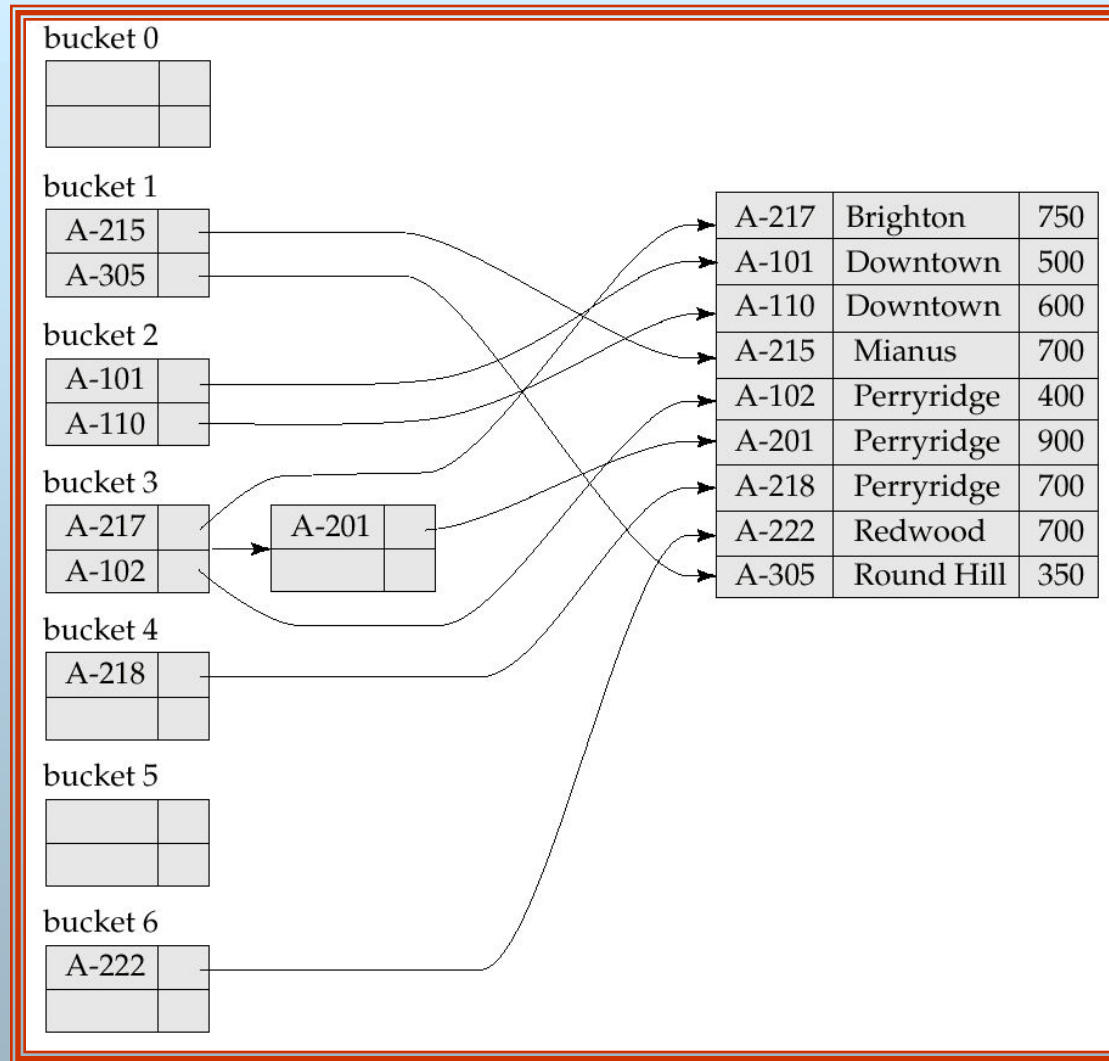 bucket 0
bucket 1
A-215
A-305
bucket 2
A-101
A-110
bucket 3
A-217
A-102
A-201
bucket 4
A-218
bucket 5
bucket 6
A-222
A-217 Brighton 750
A-101 Downtown 500
A-110 Downtown 600
A-215 Mianus 700
A-102 Perryridge 400
A-201 Perryridge 900
A-218 Perryridge 700
A-222 Redwood 700
A-305 Round Hill 350